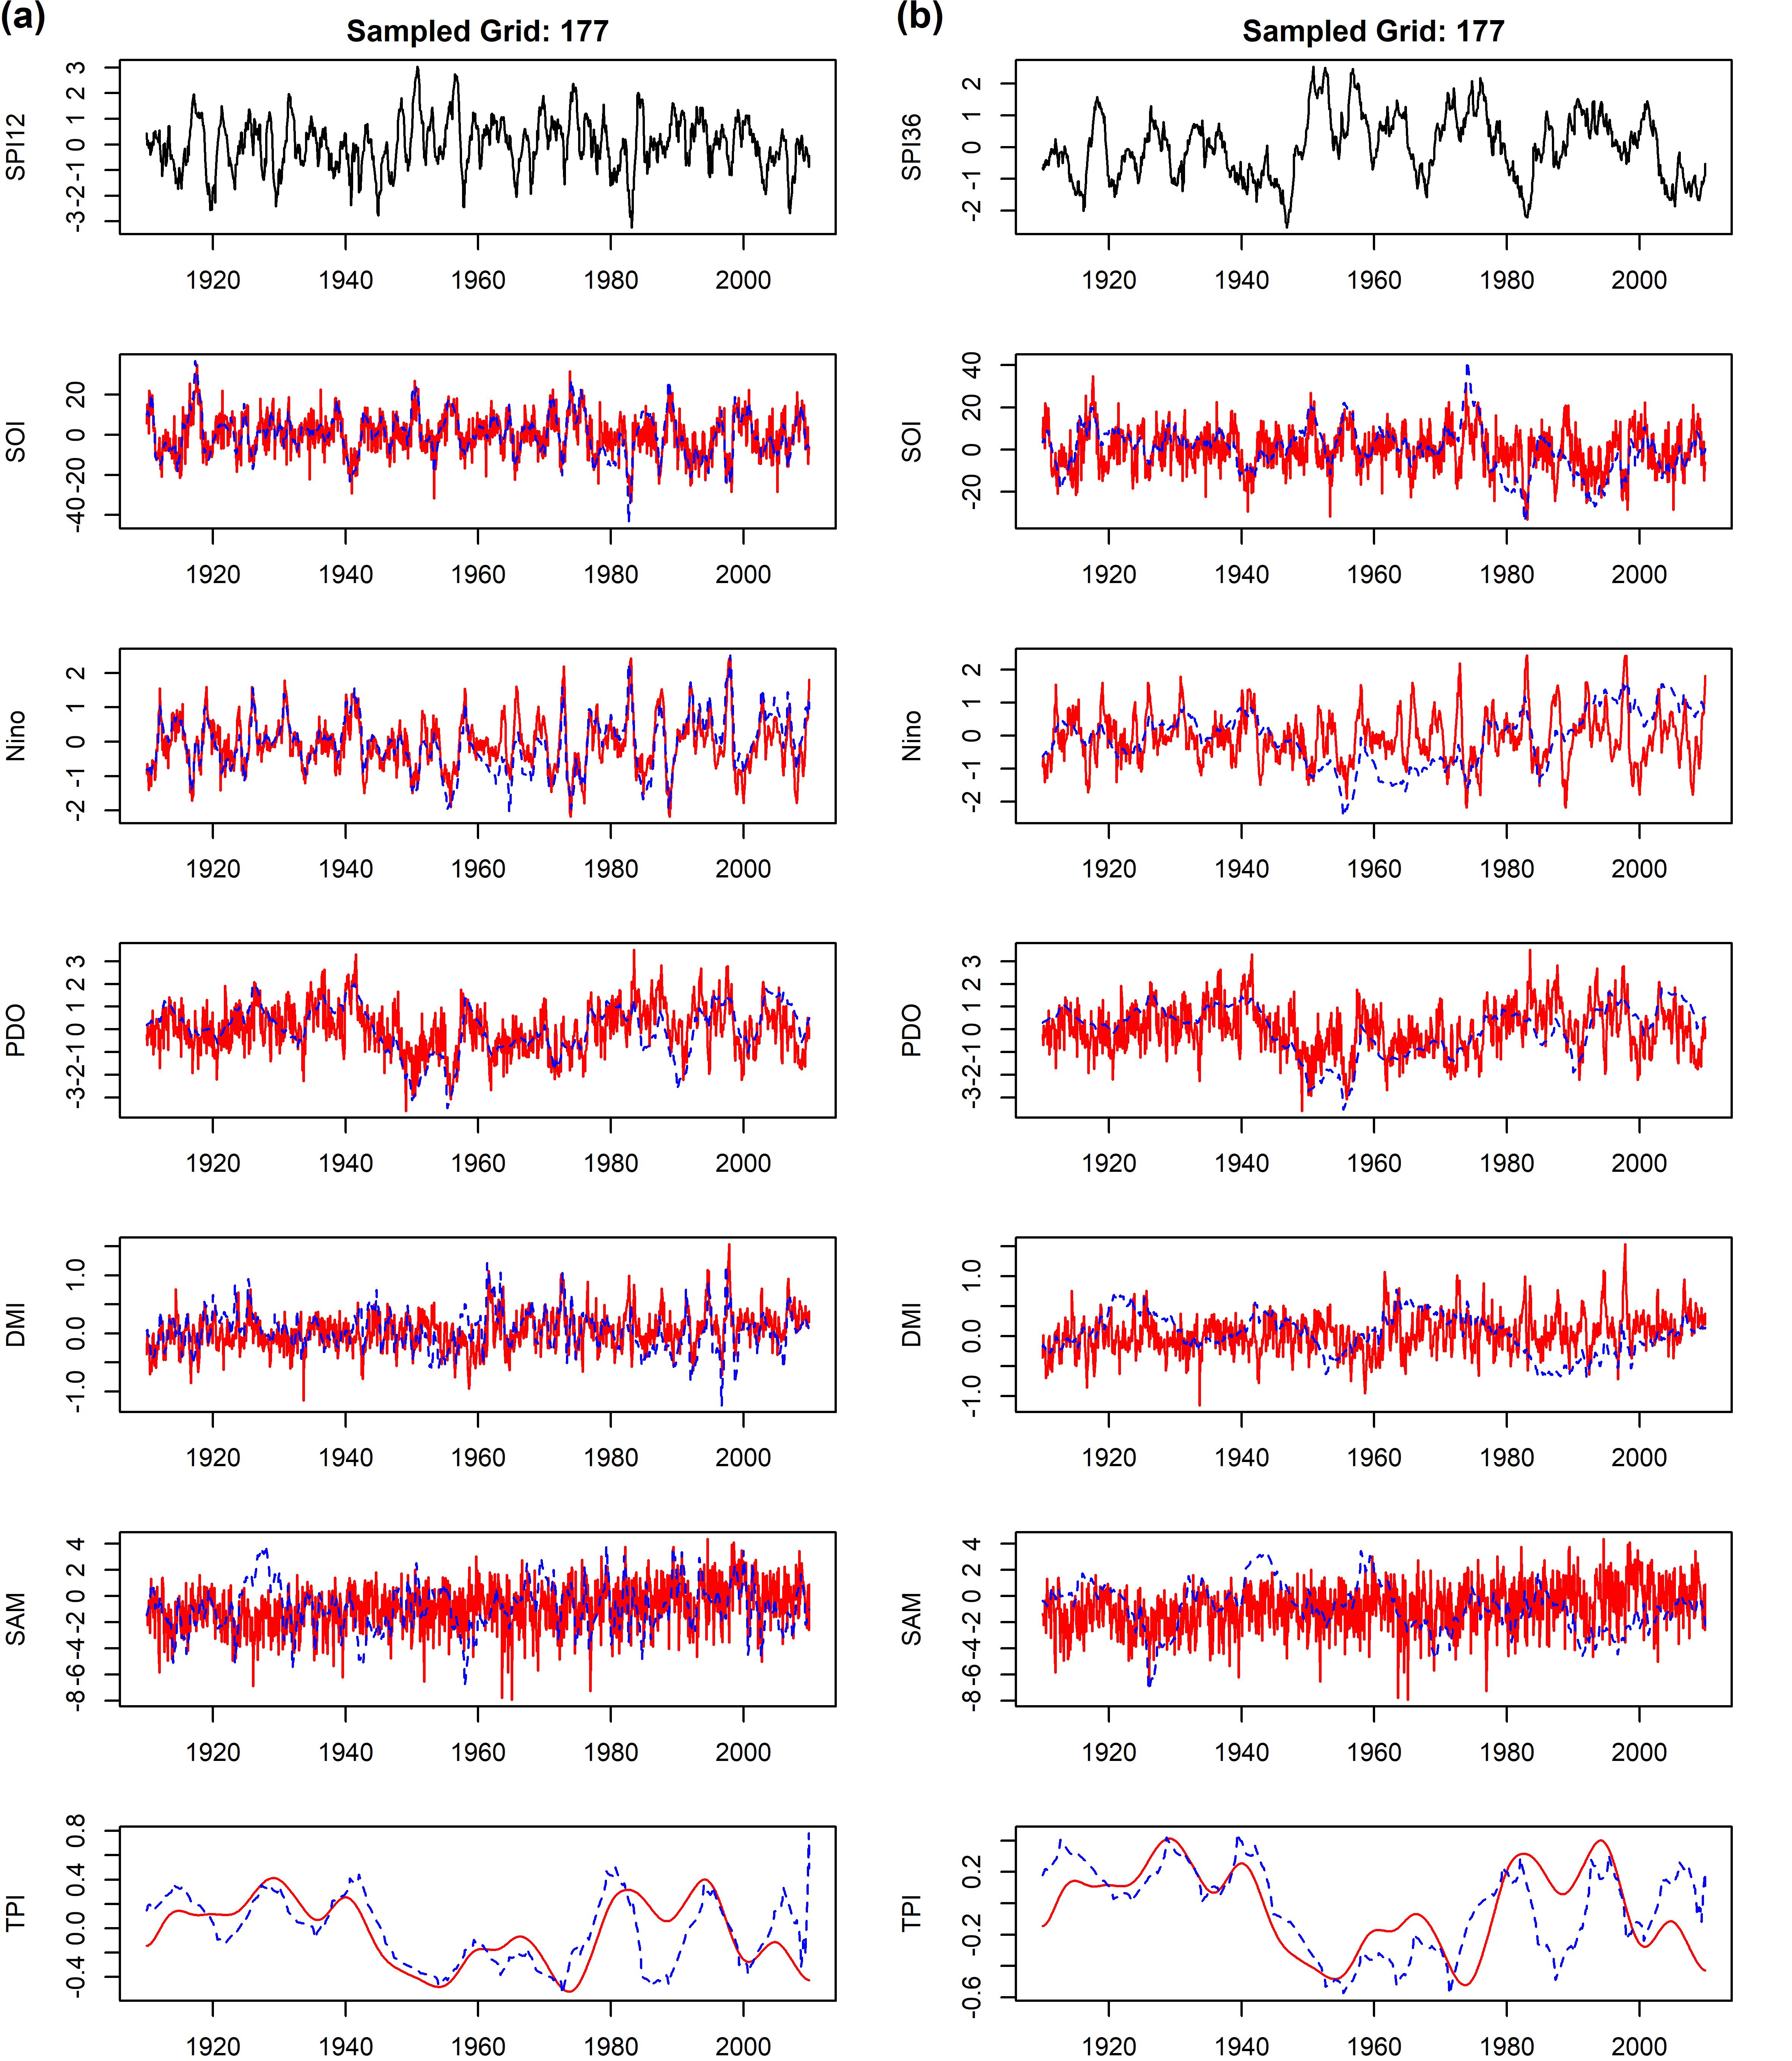 (a)
Sampled Grid: 177
SPI12
-3 -2 -1 0 1 2 3
1920 1940 1960 1980 2000
SOI
-40 -20 0 20
1920 1940 1960 1980 2000
Nino
-2 -1 0 1 2
1920 1940 1960 1980 2000
PDO
-3 -2 -1 0 1 2 3
1920 1940 1960 1980 2000
DMI
-1.0 0.0 1.0
1920 1940 1960 1980 2000
SAM
-8 -6 -4 -2 0 2 4
1920 1940 1960 1980 2000
TPI
-0.4 0.0 0.4 0.8
1920 1940 1960 1980 2000
(b)
Sampled Grid: 177
SPI36
-2 -1 0 1 2
1920 1940 1960 1980 2000
SOI
-20 0 20 40
1920 1940 1960 1980 2000
Nino
-2 -1 0 1 2
1920 1940 1960 1980 2000
PDO
-3 -2 -1 0 1 2 3
1920 1940 1960 1980 2000
DMI
-1.0 0.0 1.0
1920 1940 1960 1980 2000
SAM
-8 -6 -4 -2 0 2 4
1920 1940 1960 1980 2000
TPI
-0.6 -0.2 0.2
1920 1940 1960 1980 2000